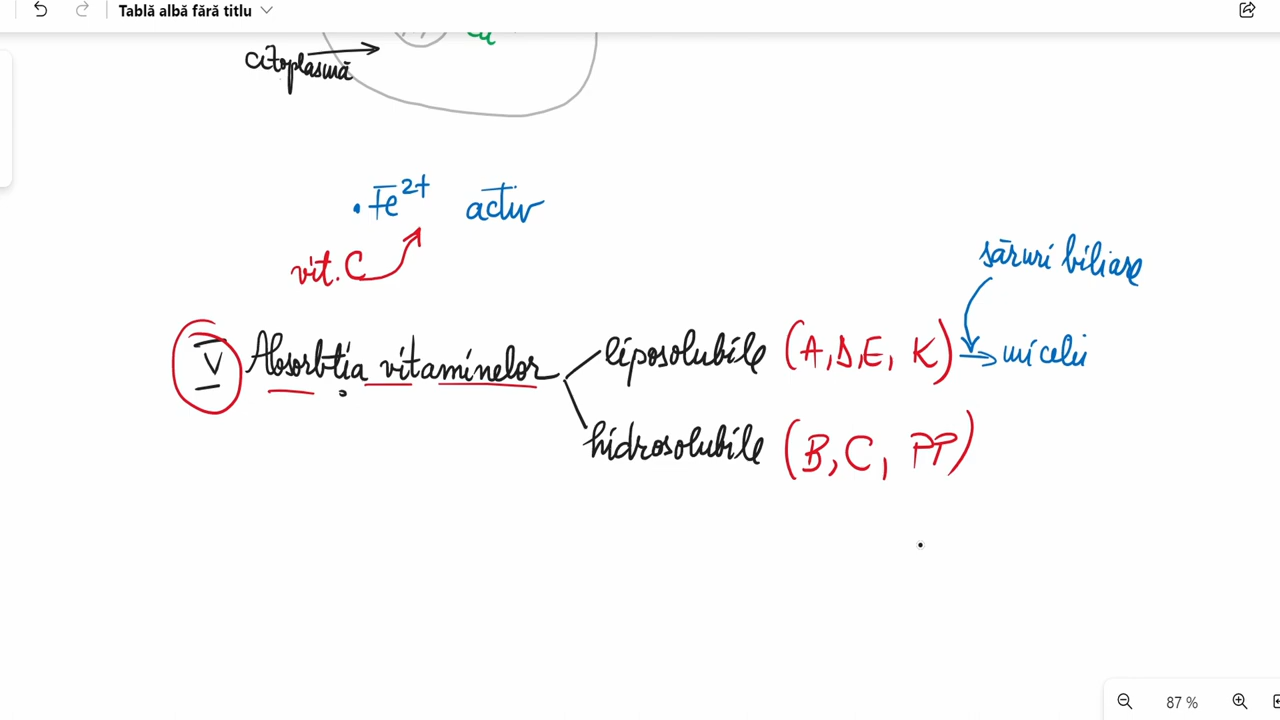 Tablă albă fără titlu
citoplasmă
• Fe2+ activ
vit. C
săruri biliare
V Absorbția vitaminelor
liposolubile (A, D, E, K) → micelii
hidrosolubile (B, C, PP)
87 %